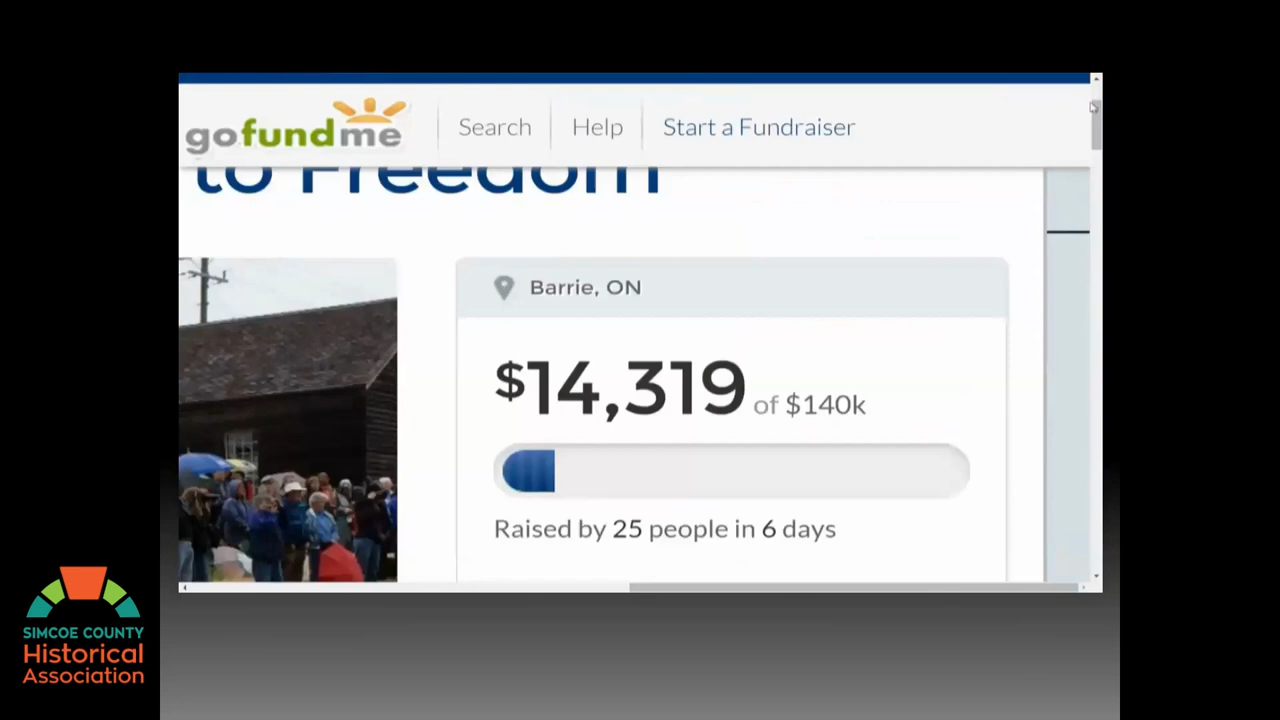 gofundme
Search
Help
Start a Fundraiser
to Freedom
Barrie, ON
$14,319 of $140k
Raised by 25 people in 6 days
SIMCOE COUNTY
Historical
Association